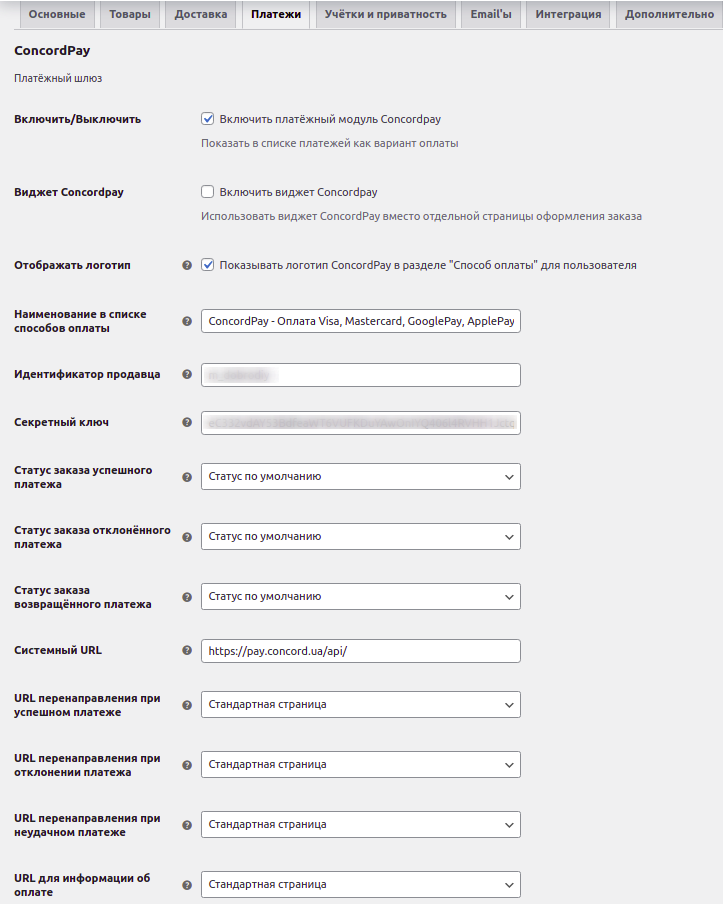 Основные Товары Доставка Платежи Учётки и приватность Email'ы Интеграция Дополнительно
ConcordPay
Платёжный шлюз
Включить/Выключить
Включить платёжный модуль Concordpay
Показать в списке платежей как вариант оплаты
Виджет Concordpay
Включить виджет Concordpay
Использовать виджет ConcordPay вместо отдельной страницы оформления заказа
Отображать логотип
Показывать логотип ConcordPay в разделе "Способ оплаты" для пользователя
Наименование в списке
способов оплаты
ConcordPay - Оплата Visa, Mastercard, GooglePay, ApplePay
Идентификатор продавца
Секретный ключ
Статус заказа успешного
платежа
Статус по умолчанию
Статус заказа отклонённого
платежа
Статус по умолчанию
Статус заказа
возвращённого платежа
Статус по умолчанию
Системный URL
https://pay.concord.ua/api/
URL перенаправления при
успешном платеже
Стандартная страница
URL перенаправления при
отклонении платежа
Стандартная страница
URL перенаправления при
неудачном платеже
Стандартная страница
URL для информации об
оплате
Стандартная страница